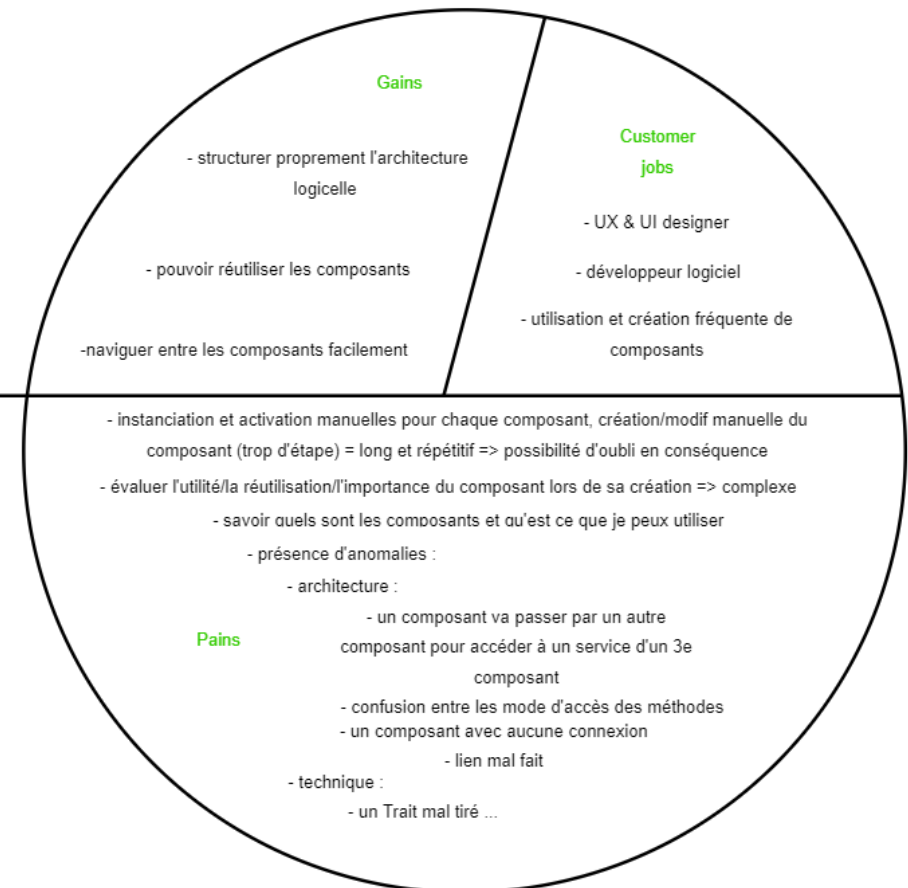 Gains
- structurer proprement l'architecture
logicelle
- pouvoir réutiliser les composants
-naviguer entre les composants facilement
Customer
jobs
- UX & UI designer
- développeur logiciel
- utilisation et création fréquente de
composants
- instanciation et activation manuelles pour chaque composant, création/modif manuelle du
composant (trop d'étape) = long et répétitif => possibilité d'oubli en conséquence
- évaluer l'utilité/la réutilisation/l'importance du composant lors de sa création => complexe
- savoir quels sont les composants et qu'est ce que je peux utiliser
- présence d'anomalies :
- architecture :
- un composant va passer par un autre
composant pour accéder à un service d'un 3e
composant
Pains
- confusion entre les mode d'accès des méthodes
- un composant avec aucune connexion
- lien mal fait
- technique :
- un Trait mal tiré ...